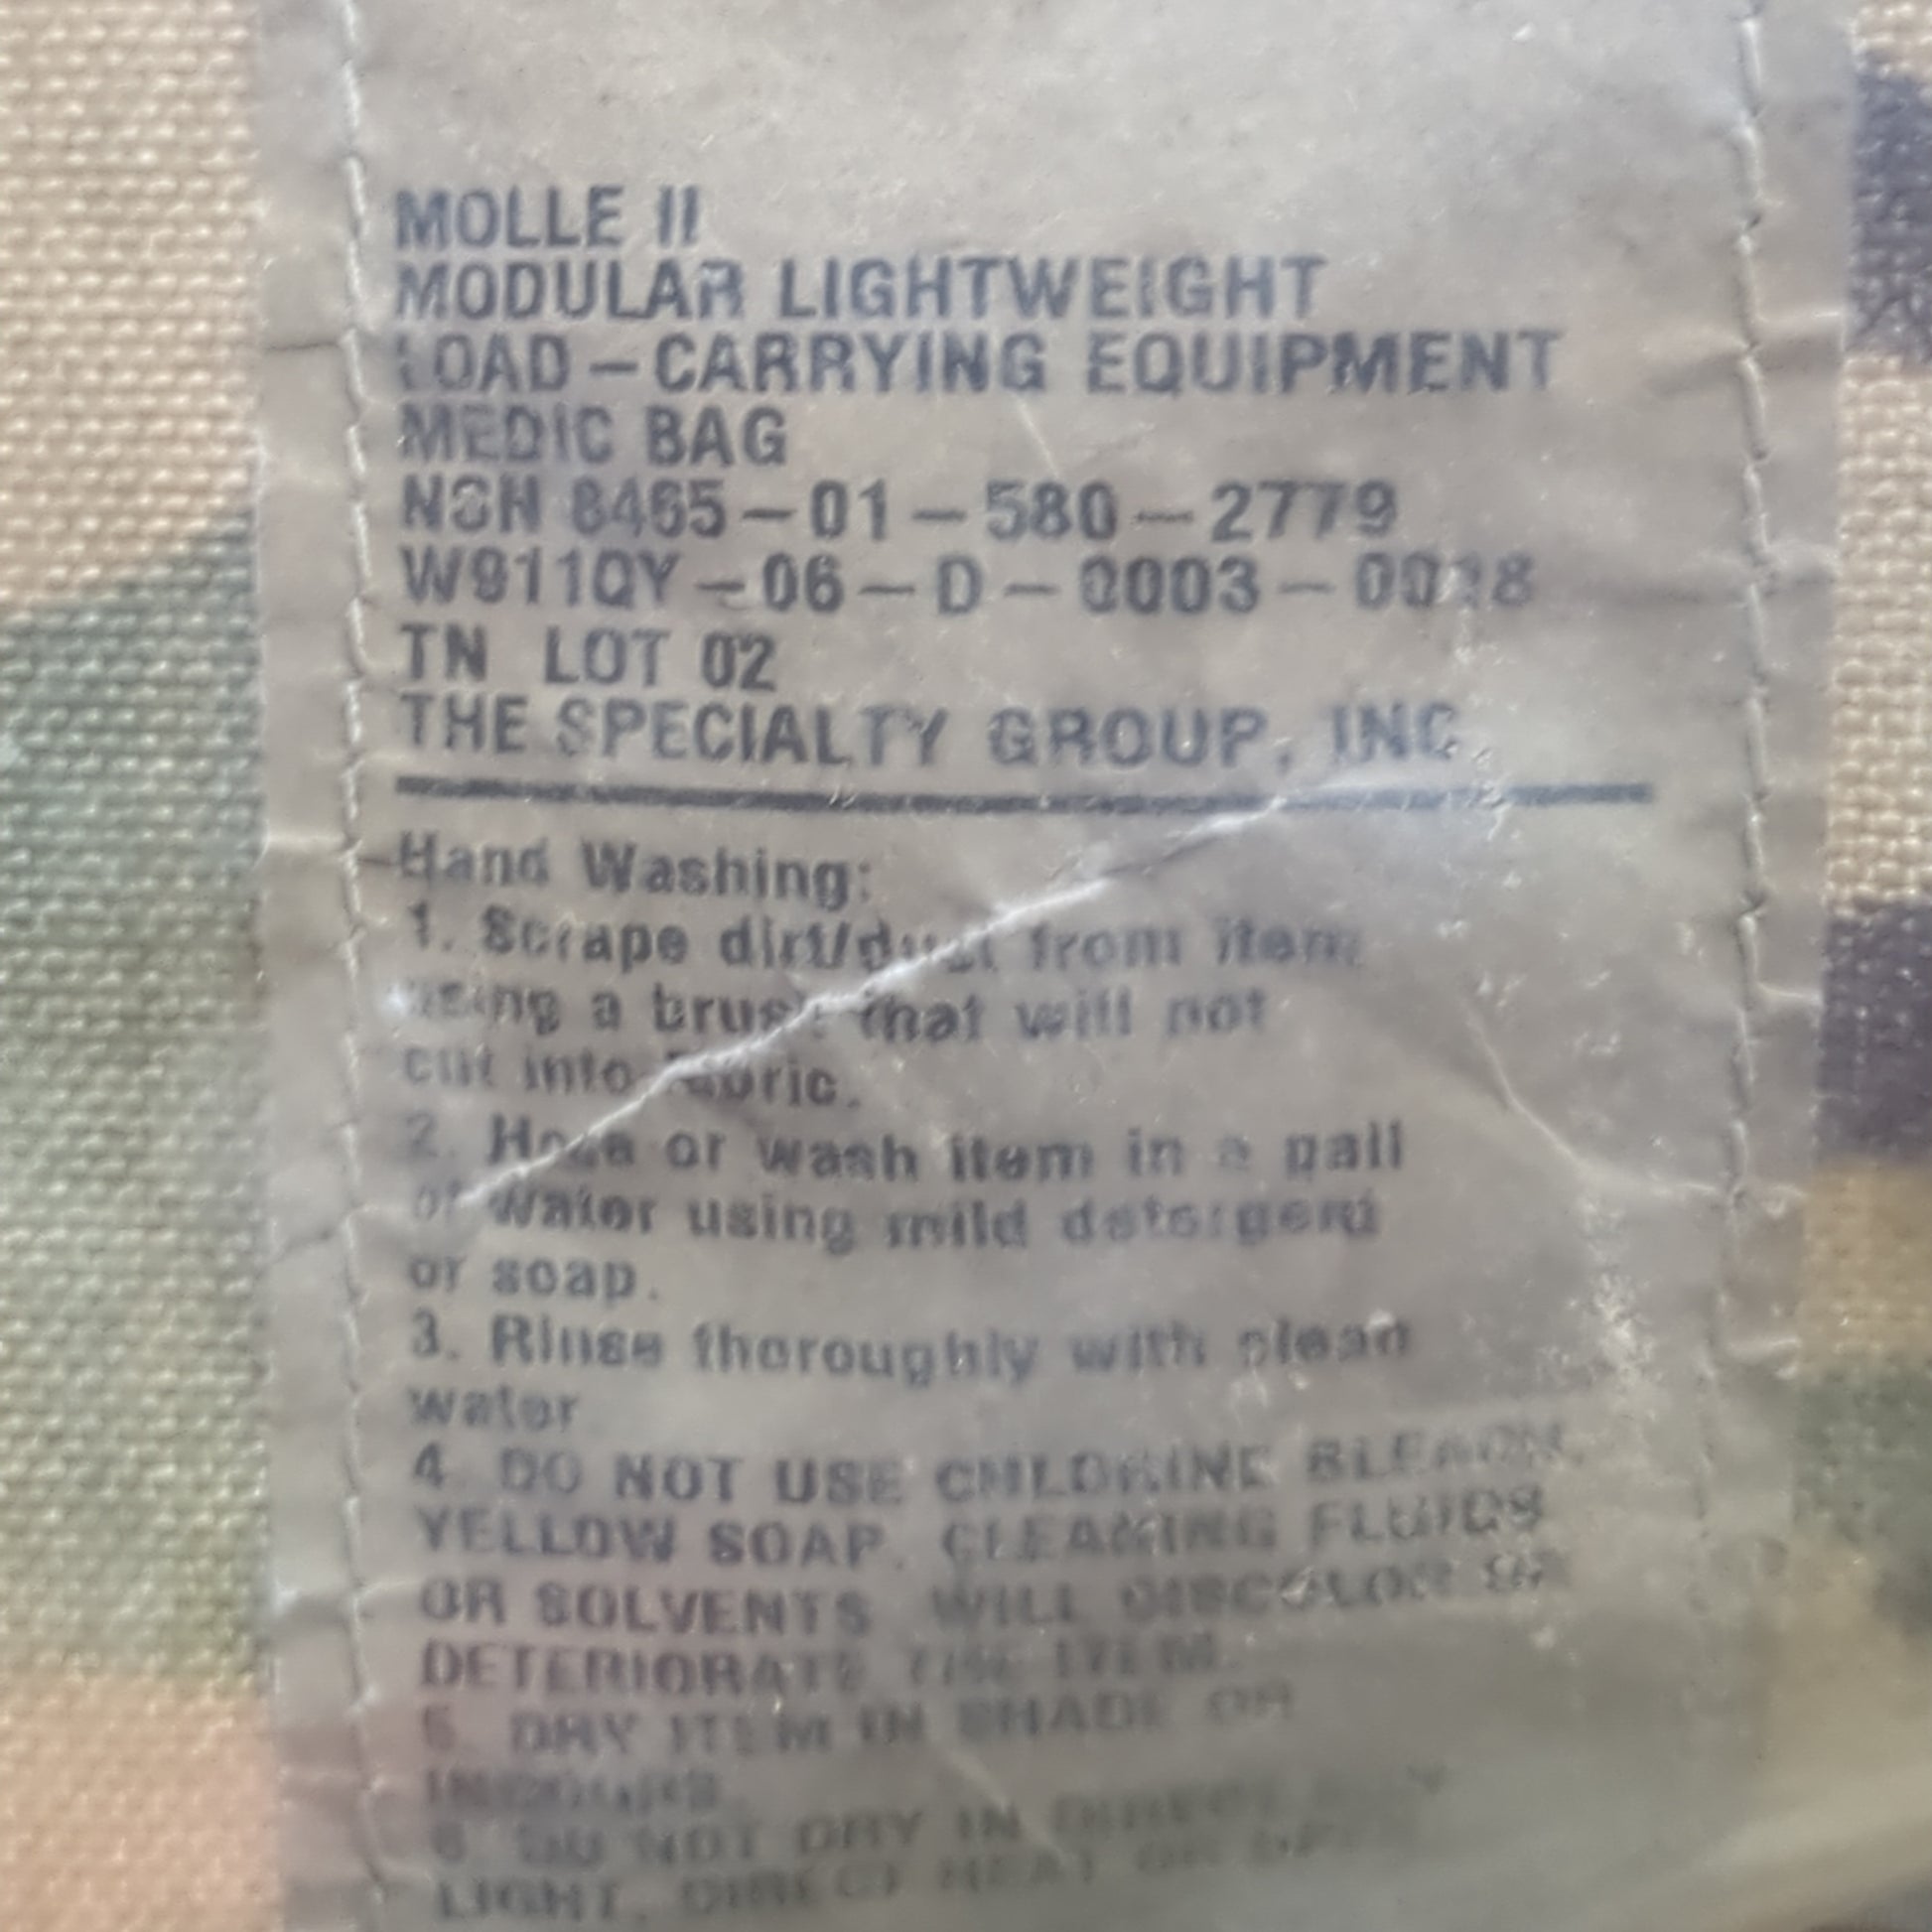 MOLLE II
MODULAR LIGHTWEIGHT
LOAD-CARRYING EQUIPMENT
MEDIC BAG
NSN 8465-01-580-2779
W911QY-06-D-0003-0018
TN LOT 02
THE SPECIALTY GROUP, INC.
Hand Washing:
1. Scrape dirt/dust from item
using a brush that will not
cut into fabric.
2. Hose or wash item in a pail
of water using mild detergent
or soap.
3. Rinse thoroughly with clean
water
4. DO NOT USE CHLORINE BLEACH,
YELLOW SOAP, CLEANING FLUIDS
OR SOLVENTS WILL DISCOLOR OR
DETERIORATE THE ITEM.
5. DRY ITEM IN SHADE OR
INDOORS
6. DO NOT DRY IN DIRECT
LIGHT, DIRECT HEAT OR